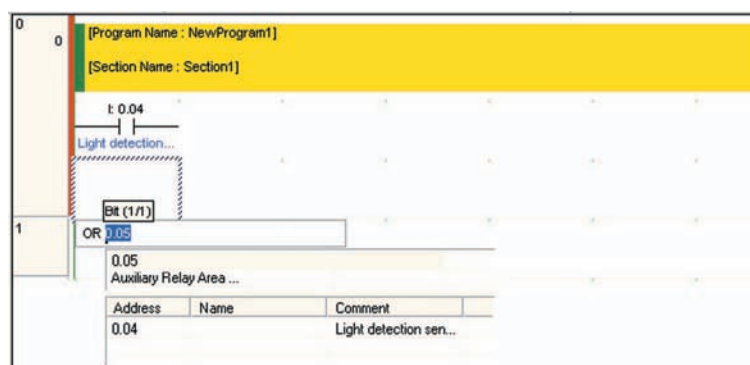 0
0
[Program Name : NewProgram1]
[Section Name : Section1]
I: 0.04
Light detection...
Bit (1/1)
1
OR 0.05
0.05
Auxiliary Relay Area ...
Address Name Comment
0.04 Light detection sen...